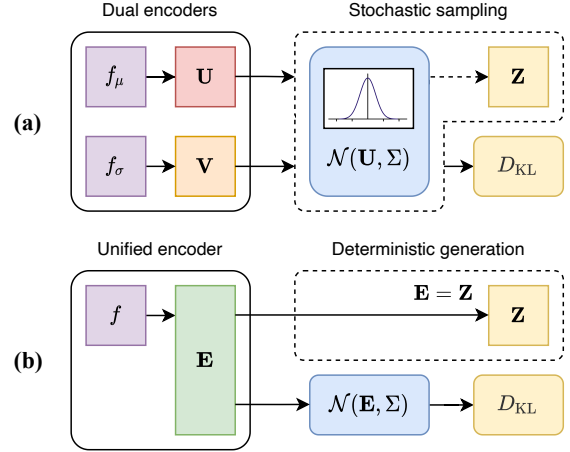 Dual encoders
Stochastic sampling
(a)
f_μ
U
Z
f_σ
V
𝒩(U, Σ)
D_KL
Unified encoder
Deterministic generation
(b)
f
E
E = Z
Z
𝒩(E, Σ)
D_KL